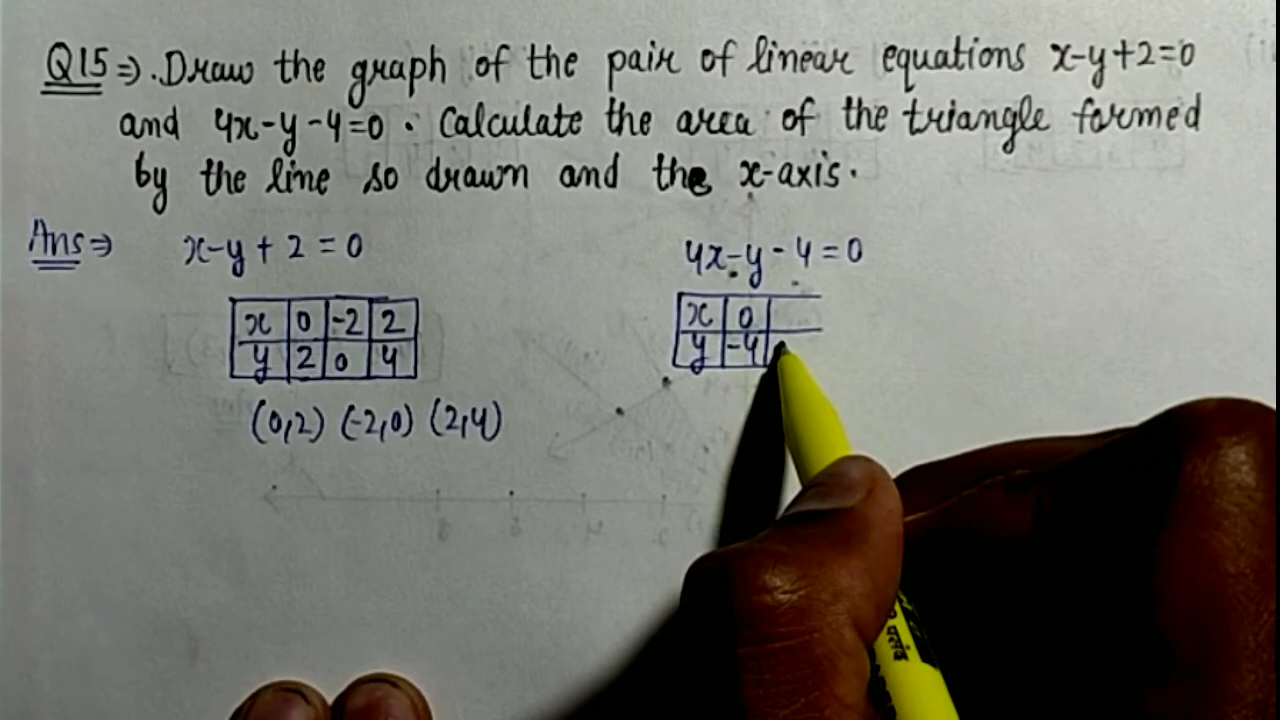 Q15⇒. Draw the graph of the pair of linear equations x-y+2=0
and 4x-y-4=0. Calculate the area of the triangle formed
by the line so drawn and the x-axis.
Ans⇒ x-y+2=0
x 0 -2 2
y 2 0 4
(0,2) (-2,0) (2,4)
4x-y-4=0
x 0
y -4